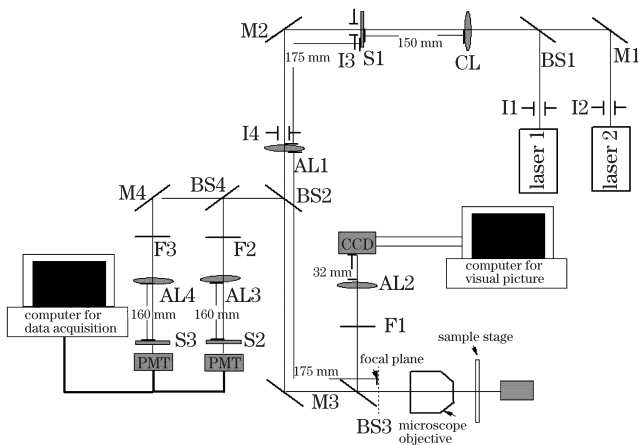 M2
I3
S1
175 mm
150 mm
CL
BS1
M1
I1
I2
laser 1
laser 2
I4
AL1
M4
BS4
BS2
F3
F2
CCD
computer for
visual picture
32 mm
AL2
AL4
AL3
160 mm
160 mm
computer for
data acquisition
S3
S2
PMT
PMT
F1
sample stage
focal plane
175 mm
M3
BS3
microscope
objective